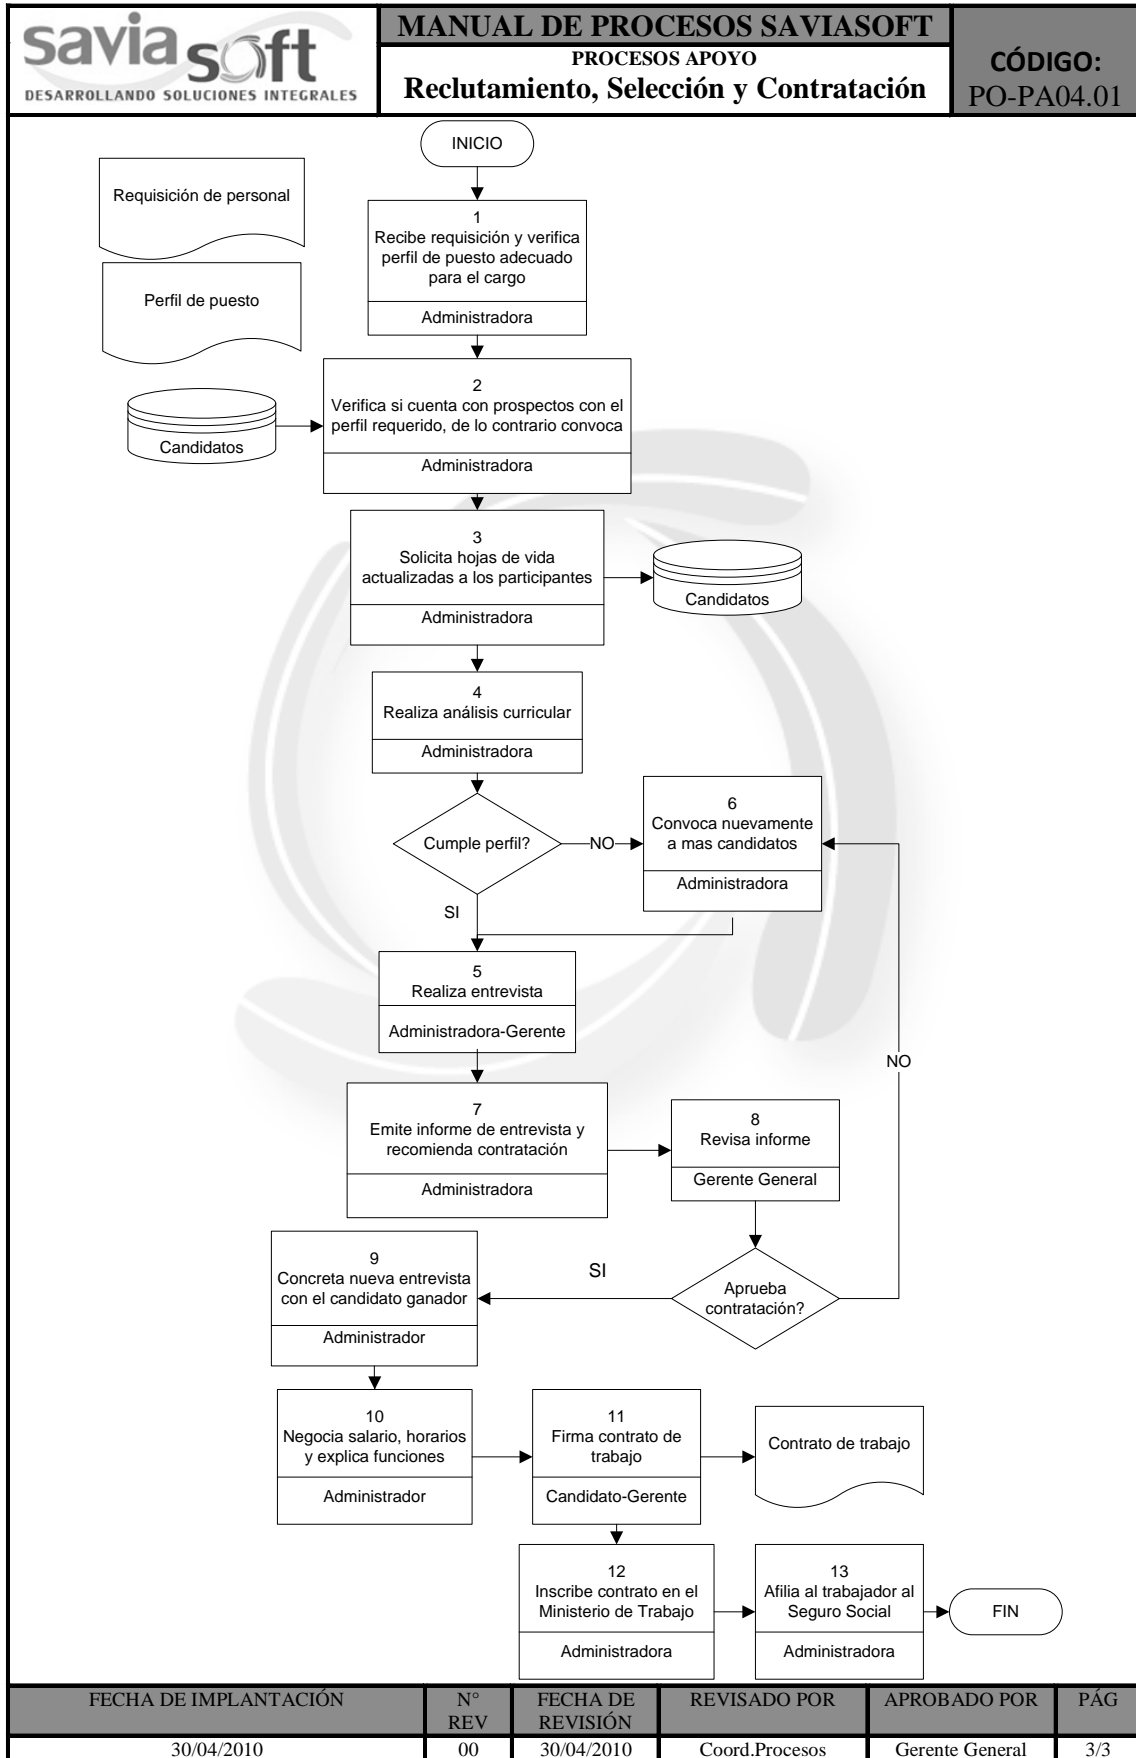 savia soft
DESARROLLANDO SOLUCIONES INTEGRALES
MANUAL DE PROCESOS SAVIASOFT
PROCESOS APOYO
Reclutamiento, Selección y Contratación
CÓDIGO:
PO-PA04.01
INICIO
Requisición de personal
Perfil de puesto
1
Recibe requisición y verifica
perfil de puesto adecuado
para el cargo
Administradora
Candidatos
2
Verifica si cuenta con prospectos con el
perfil requerido, de lo contrario convoca
Administradora
3
Solicita hojas de vida
actualizadas a los participantes
Administradora
Candidatos
4
Realiza análisis curricular
Administradora
Cumple perfil?
NO
6
Convoca nuevamente
a mas candidatos
Administradora
SI
5
Realiza entrevista
Administradora-Gerente
NO
7
Emite informe de entrevista y
recomienda contratación
Administradora
8
Revisa informe
Gerente General
Aprueba
contratación?
SI
9
Concreta nueva entrevista
con el candidato ganador
Administrador
10
Negocia salario, horarios
y explica funciones
Administrador
11
Firma contrato de
trabajo
Candidato-Gerente
Contrato de trabajo
12
Inscribe contrato en el
Ministerio de Trabajo
Administradora
13
Afilia al trabajador al
Seguro Social
Administradora
FIN
FECHA DE IMPLANTACIÓN
N°
REV
FECHA DE
REVISIÓN
REVISADO POR
APROBADO POR
PÁG
30/04/2010
00
30/04/2010
Coord.Procesos
Gerente General
3/3